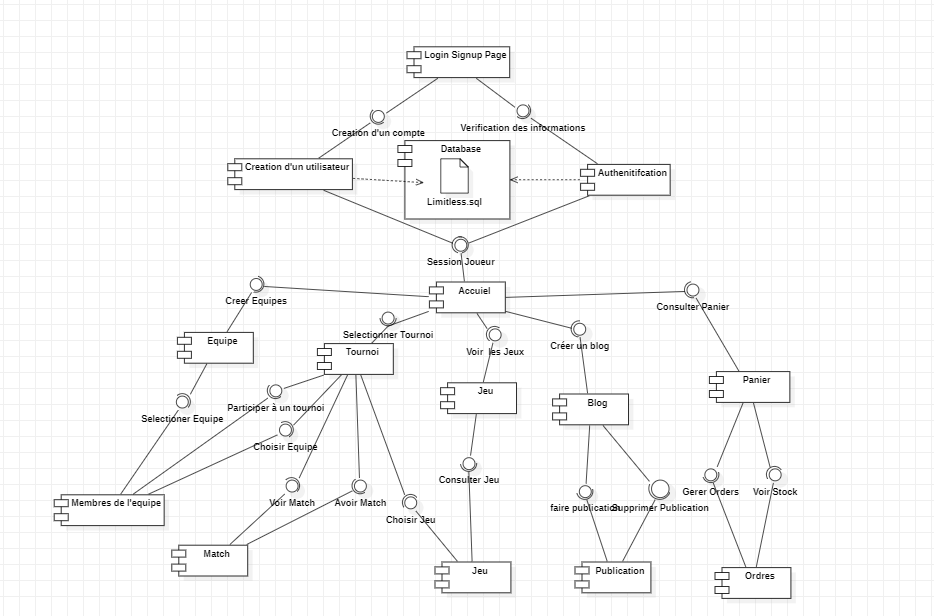 Login Signup Page
Creation d'un compte
Verification des informations
Database
Creation d'un utilisateur
Authenitifcation
Limitless.sql
Session Joueur
Accuiel
Creer Equipes
Consulter Panier
Selectionner Tournoi
Equipe
Tournoi
Voir les Jeux
Créer un blog
Jeu
Panier
Blog
Selectioner Equipe
Participer à un tournoi
Choisir Equipe
Consulter Jeu
Membres de l'equipe
Voir Match
Avoir Match
Choisir Jeu
faire publication
Supprimer Publication
Gerer Orders
Voir Stock
Match
Jeu
Publication
Ordres